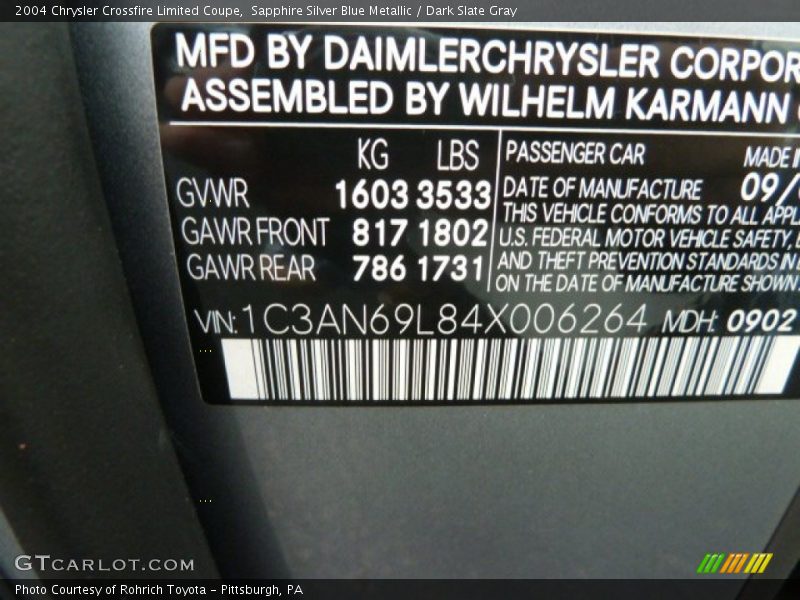 2004 Chrysler Crossfire Limited Coupe,  Sapphire Silver Blue Metallic / Dark Slate Gray
MFD BY DAIMLERCHRYSLER CORPOR
ASSEMBLED BY WILHELM KARMANN
KG LBS
GVWR 1603 3533
GAWR FRONT 817 1802
GAWR REAR 786 1731
PASSENGER CAR MADE I
DATE OF MANUFACTURE 09/
THIS VEHICLE CONFORMS TO ALL APPL
U.S. FEDERAL MOTOR VEHICLE SAFETY,
AND THEFT PREVENTION STANDARDS IN
ON THE DATE OF MANUFACTURE SHOWN
VIN: 1C3AN69L84X006264 MDH: 0902
GTCARLOT.COM
Photo Courtesy of Rohrich Toyota - Pittsburgh, PA